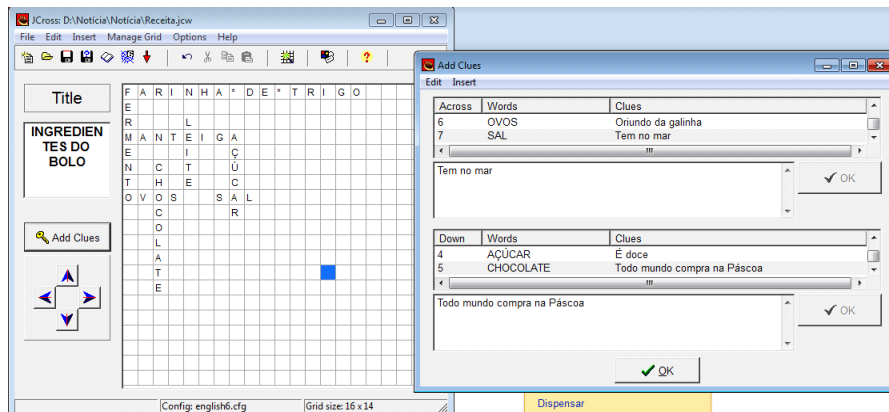 JCross: D:\Notícia\Notícia\Receita.jcw
File Edit Insert Manage Grid Options Help
Title
INGREDIEN
TES DO
BOLO
Add Clues
F A R I N H A * D E * T R I G O
E
R L
M A N T E I G A
E I Ç
N C T Ú
T H E C
O V O S S A L
C R
O
L
A
T
E
Config: english6.cfg Grid size: 16 x 14
Add Clues
Edit Insert
Across Words Clues
6 OVOS Oriundo da galinha
7 SAL Tem no mar
Tem no mar
OK
Down Words Clues
4 AÇÚCAR É doce
5 CHOCOLATE Todo mundo compra na Páscoa
Todo mundo compra na Páscoa
OK
OK
Dispensar